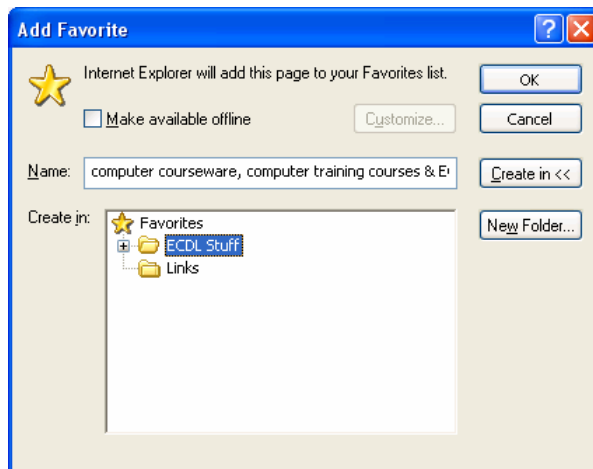 Add Favorite
Internet Explorer will add this page to your Favorites list.
OK
Make available offline
Customize...
Cancel
Name:
computer courseware, computer training courses & E
Create in <<
Create in:
Favorites
New Folder...
ECDL Stuff
Links